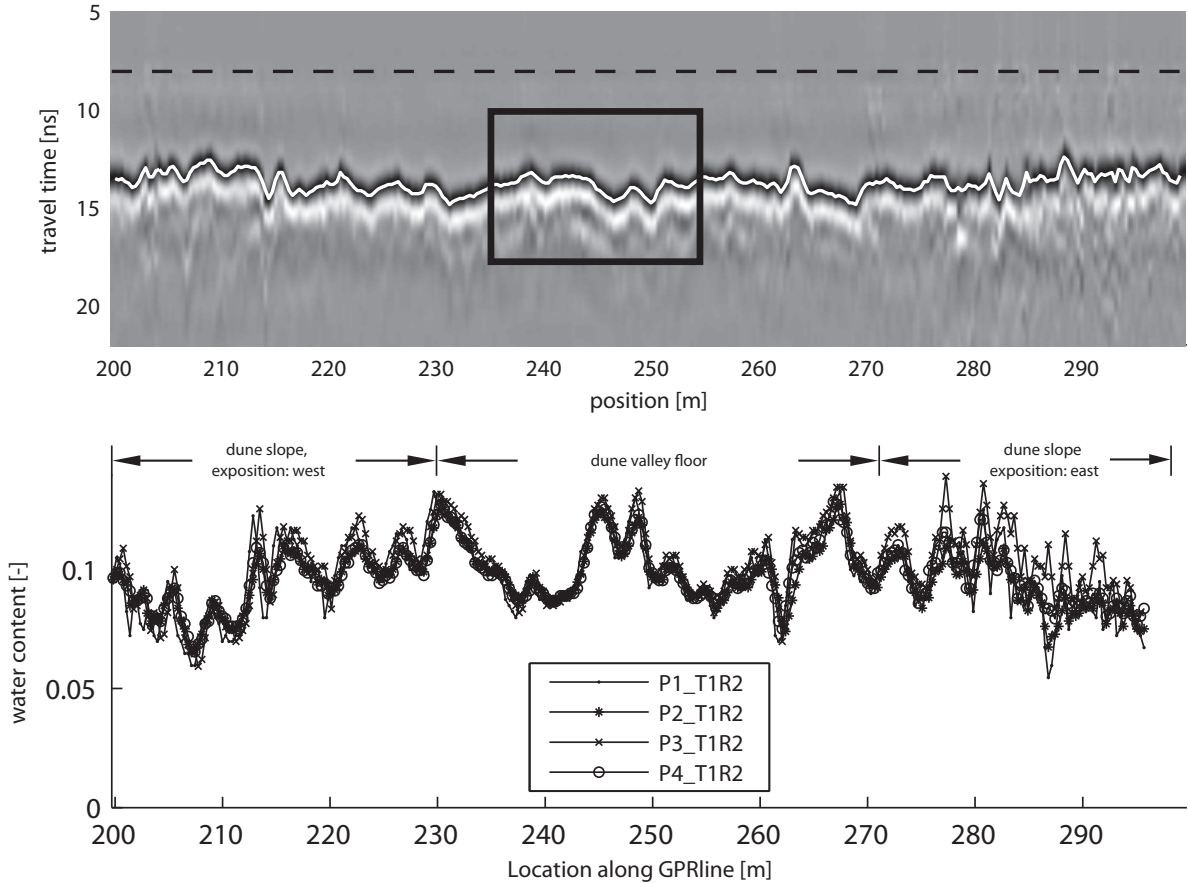 5
10
15
20
travel time [ns]
200 210 220 230 240 250 260 270 280 290
position [m]
dune slope,
exposition: west
dune valley floor
dune slope
exposition: east
0.1
0.05
0
water content [-]
P1_T1R2
P2_T1R2
P3_T1R2
P4_T1R2
200 210 220 230 240 250 260 270 280 290
Location along GPRline [m]